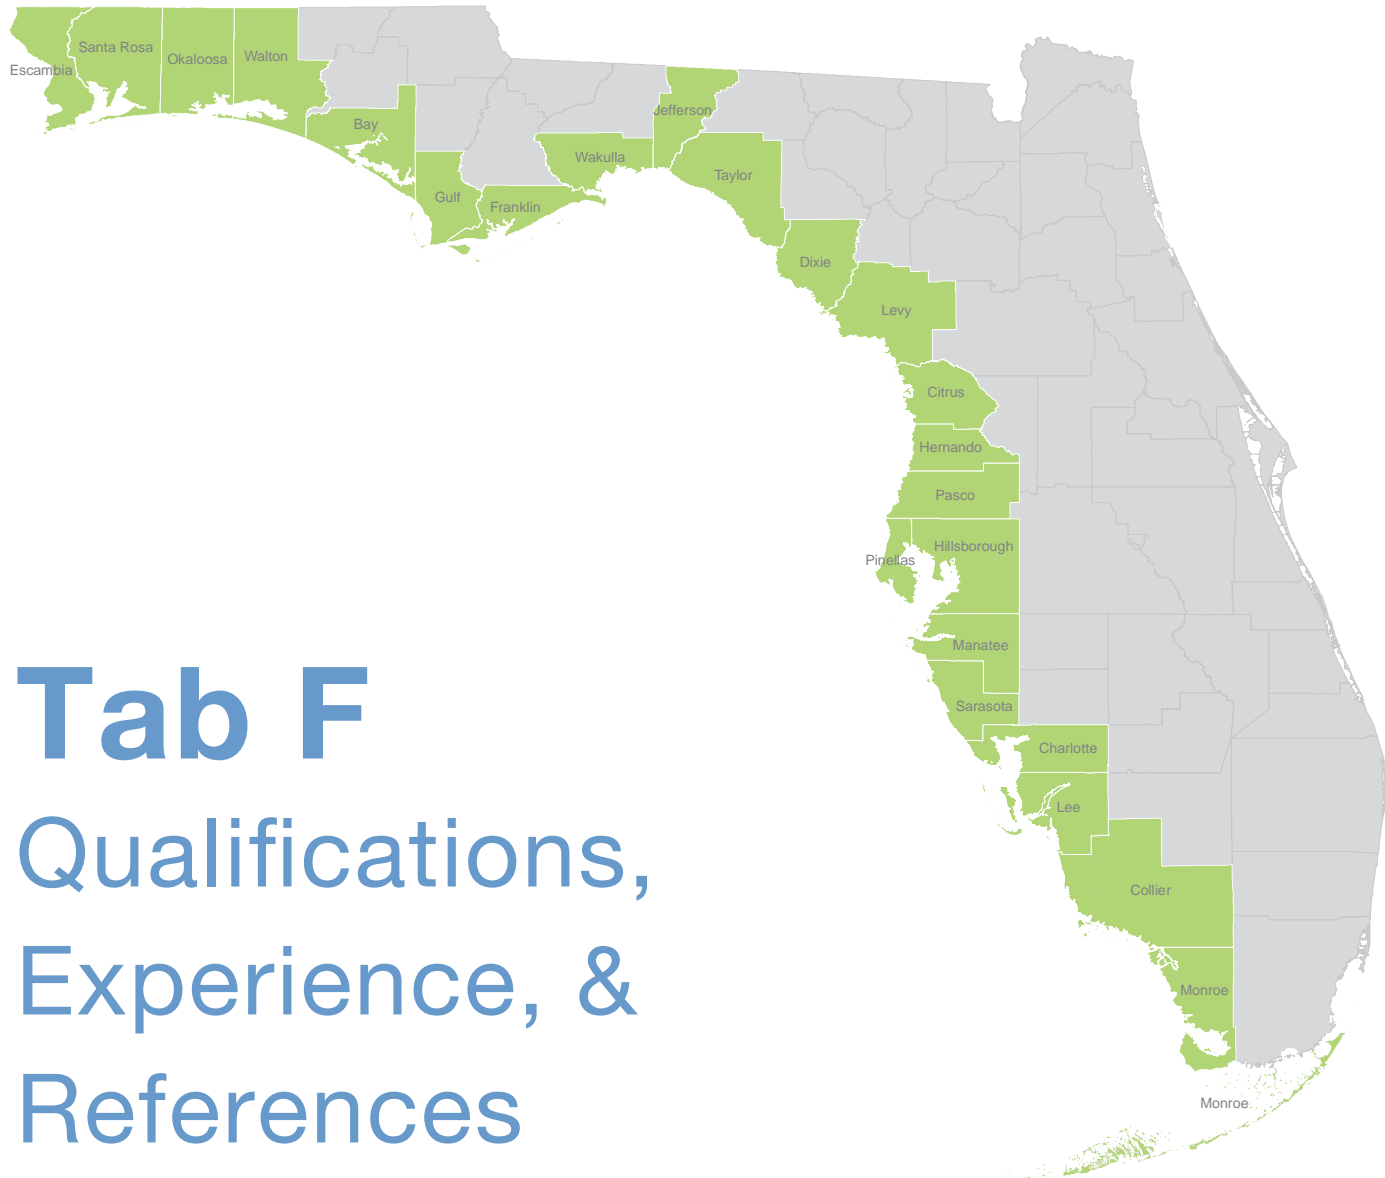 Santa Rosa
Okaloosa
Walton
Escambia
Jefferson
Bay
Wakulla
Taylor
Gulf
Franklin
Dixie
Levy
Citrus
Hernando
Pasco
Hillsborough
Pinellas
Manatee
Sarasota
Charlotte
Lee
Collier
Monroe
Monroe
Tab F
Qualifications,
Experience, &
References